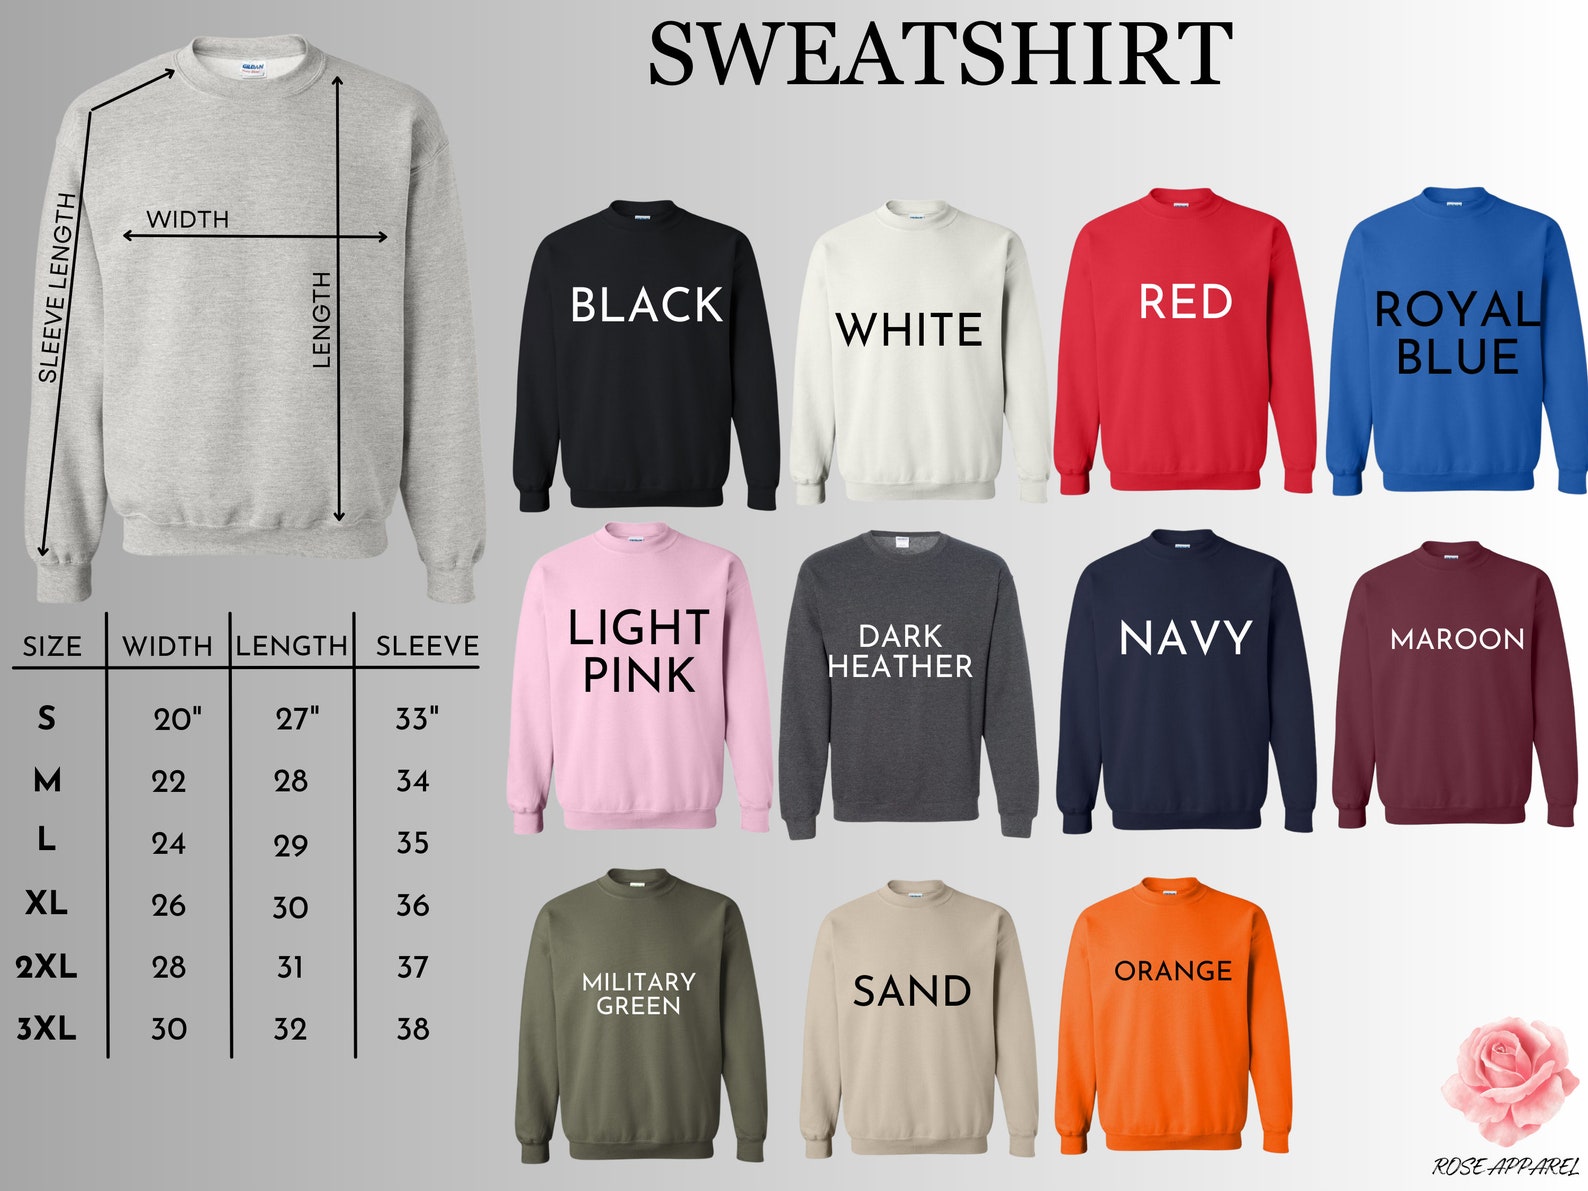 SWEATSHIRT
GILDAN
WIDTH
SLEEVE LENGTH
LENGTH
SIZE WIDTH LENGTH SLEEVE
S 20" 27" 33"
M 22 28 34
L 24 29 35
XL 26 30 36
2XL 28 31 37
3XL 30 32 38
BLACK
WHITE
RED
ROYAL
BLUE
LIGHT
PINK
DARK
HEATHER
NAVY
MAROON
MILITARY
GREEN
SAND
ORANGE
ROSE APPAREL